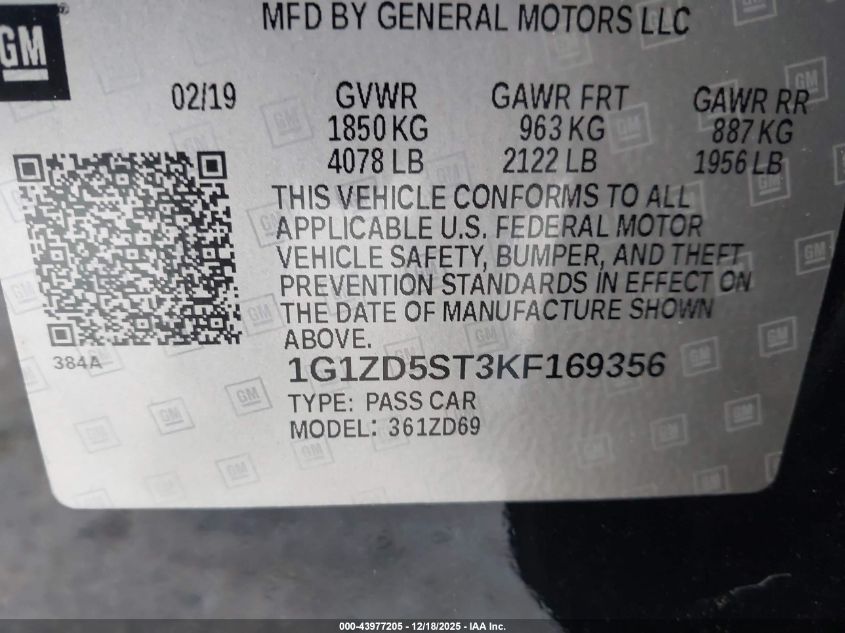 GM
MFD BY GENERAL MOTORS LLC
02/19
GVWR
1850 KG
4078 LB
GAWR FRT
963 KG
2122 LB
GAWR RR
887 KG
1956 LB
THIS VEHICLE CONFORMS TO ALL
APPLICABLE U.S. FEDERAL MOTOR
VEHICLE SAFETY, BUMPER, AND THEFT
PREVENTION STANDARDS IN EFFECT ON
THE DATE OF MANUFACTURE SHOWN
ABOVE.
384A
1G1ZD5ST3KF169356
TYPE: PASS CAR
MODEL: 361ZD69
000-43977205 - 12/18/2025 - IAA Inc.